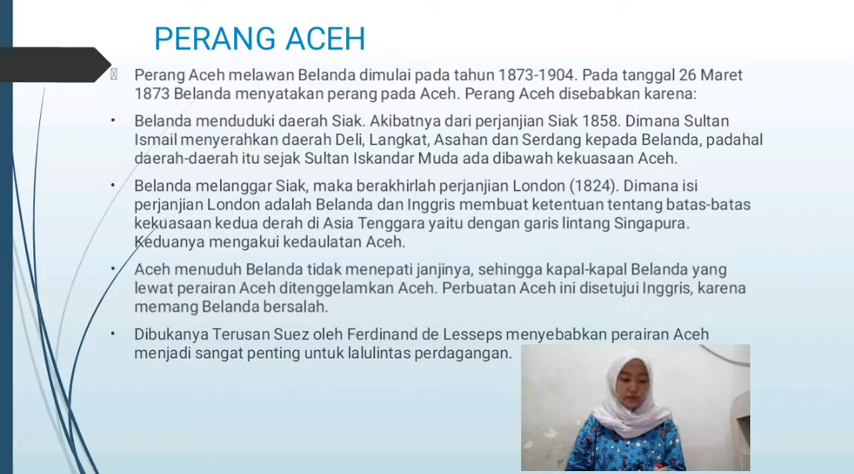 PERANG ACEH
Perang Aceh melawan Belanda dimulai pada tahun 1873-1904. Pada tanggal 26 Maret
1873 Belanda menyatakan perang pada Aceh. Perang Aceh disebabkan karena:
• Belanda menduduki daerah Siak. Akibatnya dari perjanjian Siak 1858. Dimana Sultan
Ismail menyerahkan daerah Deli, Langkat, Asahan dan Serdang kepada Belanda, padahal
daerah-daerah itu sejak Sultan Iskandar Muda ada dibawah kekuasaan Aceh.
• Belanda melanggar Siak, maka berakhirlah perjanjian London (1824). Dimana isi
perjanjian London adalah Belanda dan Inggris membuat ketentuan tentang batas-batas
kekuasaan kedua derah di Asia Tenggara yaitu dengan garis lintang Singapura.
Keduanya mengakui kedaulatan Aceh.
• Aceh menuduh Belanda tidak menepati janjinya, sehingga kapal-kapal Belanda yang
lewat perairan Aceh ditenggelamkan Aceh. Perbuatan Aceh ini disetujui Inggris, karena
memang Belanda bersalah.
• Dibukanya Terusan Suez oleh Ferdinand de Lesseps menyebabkan perairan Aceh
menjadi sangat penting untuk lalulintas perdagangan.